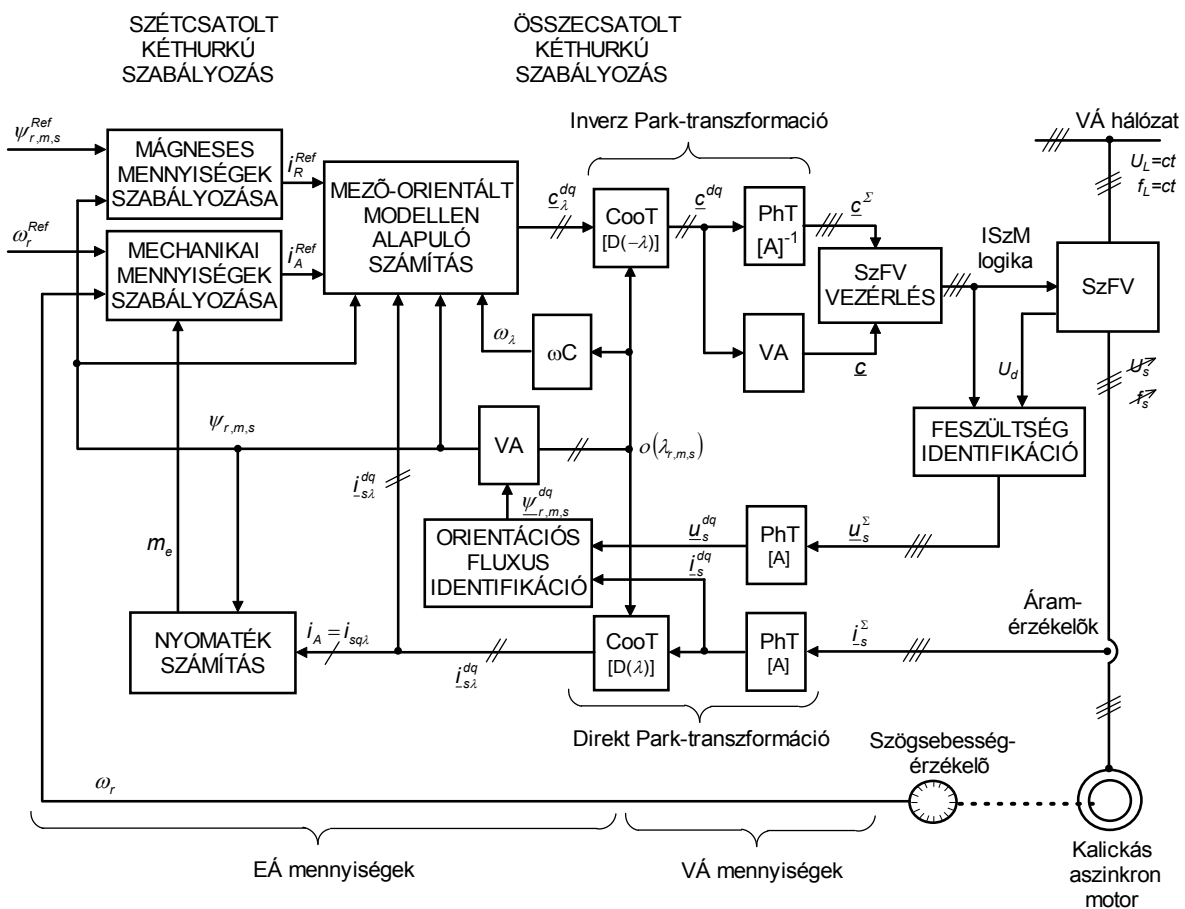 SZÉTCSATOLT
KÉTHURKÚ
SZABÁLYOZÁS
ÖSSZECSATOLT
KÉTHURKÚ
SZABÁLYOZÁS
Inverz Park-transzformació
VÁ hálózat
U_L=ct
f_L=ct
ψ_{r,m,s}^{Ref}
MÁGNESES
MENNYISÉGEK
SZABÁLYOZÁSA
i_R^{Ref}
ω_r^{Ref}
MECHANIKAI
MENNYISÉGEK
SZABÁLYOZÁSA
i_A^{Ref}
MEZÕ-ORIENTÁLT
MODELLEN
ALAPULÓ
SZÁMÍTÁS
c_λ^{dq}
CooT
[D(-λ)]
c^{dq}
PhT
[A]^{-1}
c^Σ
SzFV
VEZÉRLÉS
ISzM
logika
SzFV
ω_λ
ωC
VA
c
U_d
U_s
f_s
ψ_{r,m,s}
VA
o(λ_{r,m,s})
FESZÜLTSÉG
IDENTIFIKÁCIÓ
i_{sλ}^{dq}
ψ_{r,m,s}^{dq}
m_e
ORIENTÁCIÓS
FLUXUS
IDENTIFIKÁCIÓ
u_s^{dq}
PhT
[A]
u_s^Σ
i_s^{dq}
Áram-
érzékelõk
NYOMATÉK
SZÁMÍTÁS
i_A = i_{sqλ}
i_{sλ}^{dq}
CooT
[D(λ)]
PhT
[A]
i_s^Σ
Direkt Park-transzformáció
Szögsebesség-
érzékelõ
ω_r
EÁ mennyiségek
VÁ mennyiségek
Kalickás
aszinkron
motor